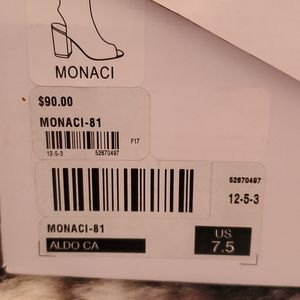 MONACI
$90.00
MONACI-81
F17
12-5-3 52870497
52870497
12-5-3
MONACI-81
ALDO CA
US
7.5